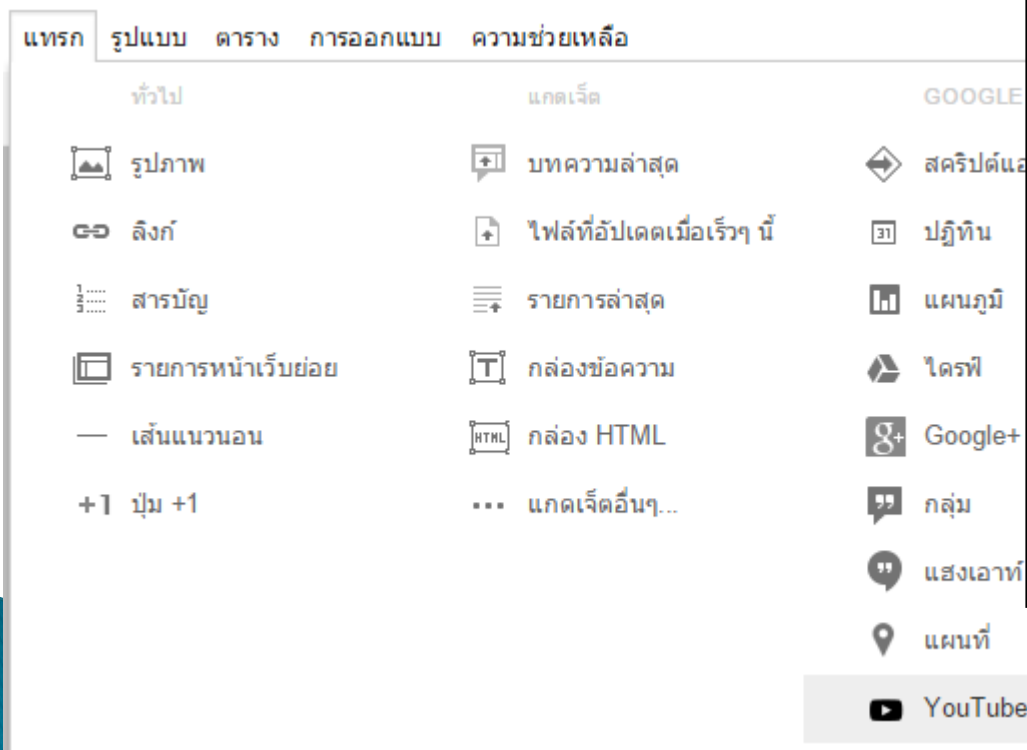 แทรก รูปแบบ ตาราง การออกแบบ ความช่วยเหลือ
ทั่วไป แกดเจ็ต GOOGLE
รูปภาพ บทความล่าสุด
ลิงก์ ไฟล์ที่อัปเดตเมื่อเร็วๆ นี้ 31 ปฏิทิน
สารบัญ รายการล่าสุด แผนภูมิ
รายการหน้าเว็บย่อย T กล่องข้อความ ไดรฟ์
เส้นแนวนอน HTML กล่อง HTML g+ Google+
+1 ปุ่ม +1 แกดเจ็ตอื่นๆ... กลุ่ม
แฮงเอาท์
แผนที่
YouTube